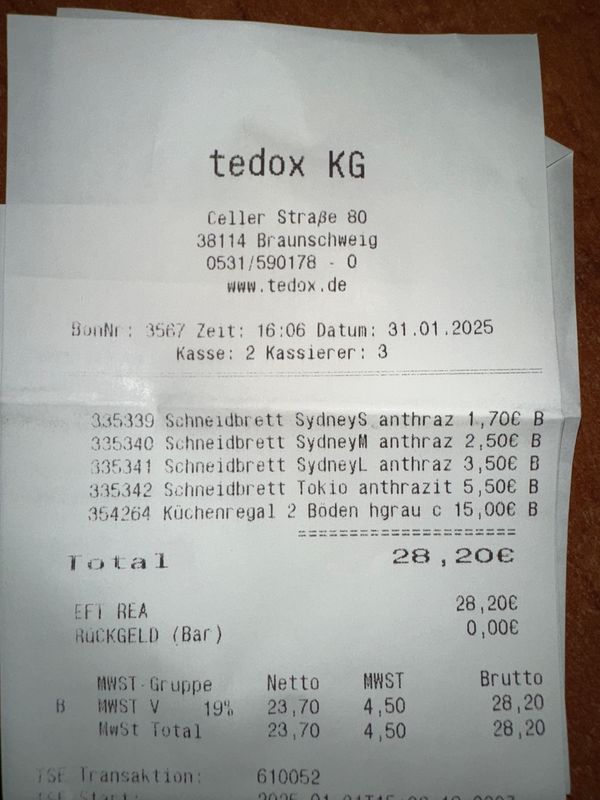 tedox KG
Celler Straße 80
38114 Braunschweig
0531/590178 - 0
www.tedox.de
BonNr: 3567 Zeit: 16:06 Datum: 31.01.2025
Kasse: 2 Kassierer: 3
335339 Schneidbrett SydneyS anthraz 1,70€ B
335340 Schneidbrett SydneyM anthraz 2,50€ B
335341 Schneidbrett SydneyL anthraz 3,50€ B
335342 Schneidbrett Tokio anthrazit 5,50€ B
354264 Küchenregal 2 Böden hgrau c 15,00€ B
=====================
Total 28,20€
EFT REA 28,20€
RüCKGELD (Bar) 0,00€
MWST-Gruppe Netto MWST Brutto
B MWST V 19% 23,70 4,50 28,20
MwSt Total 23,70 4,50 28,20
TSE Transaktion: 610052
TSE Start: